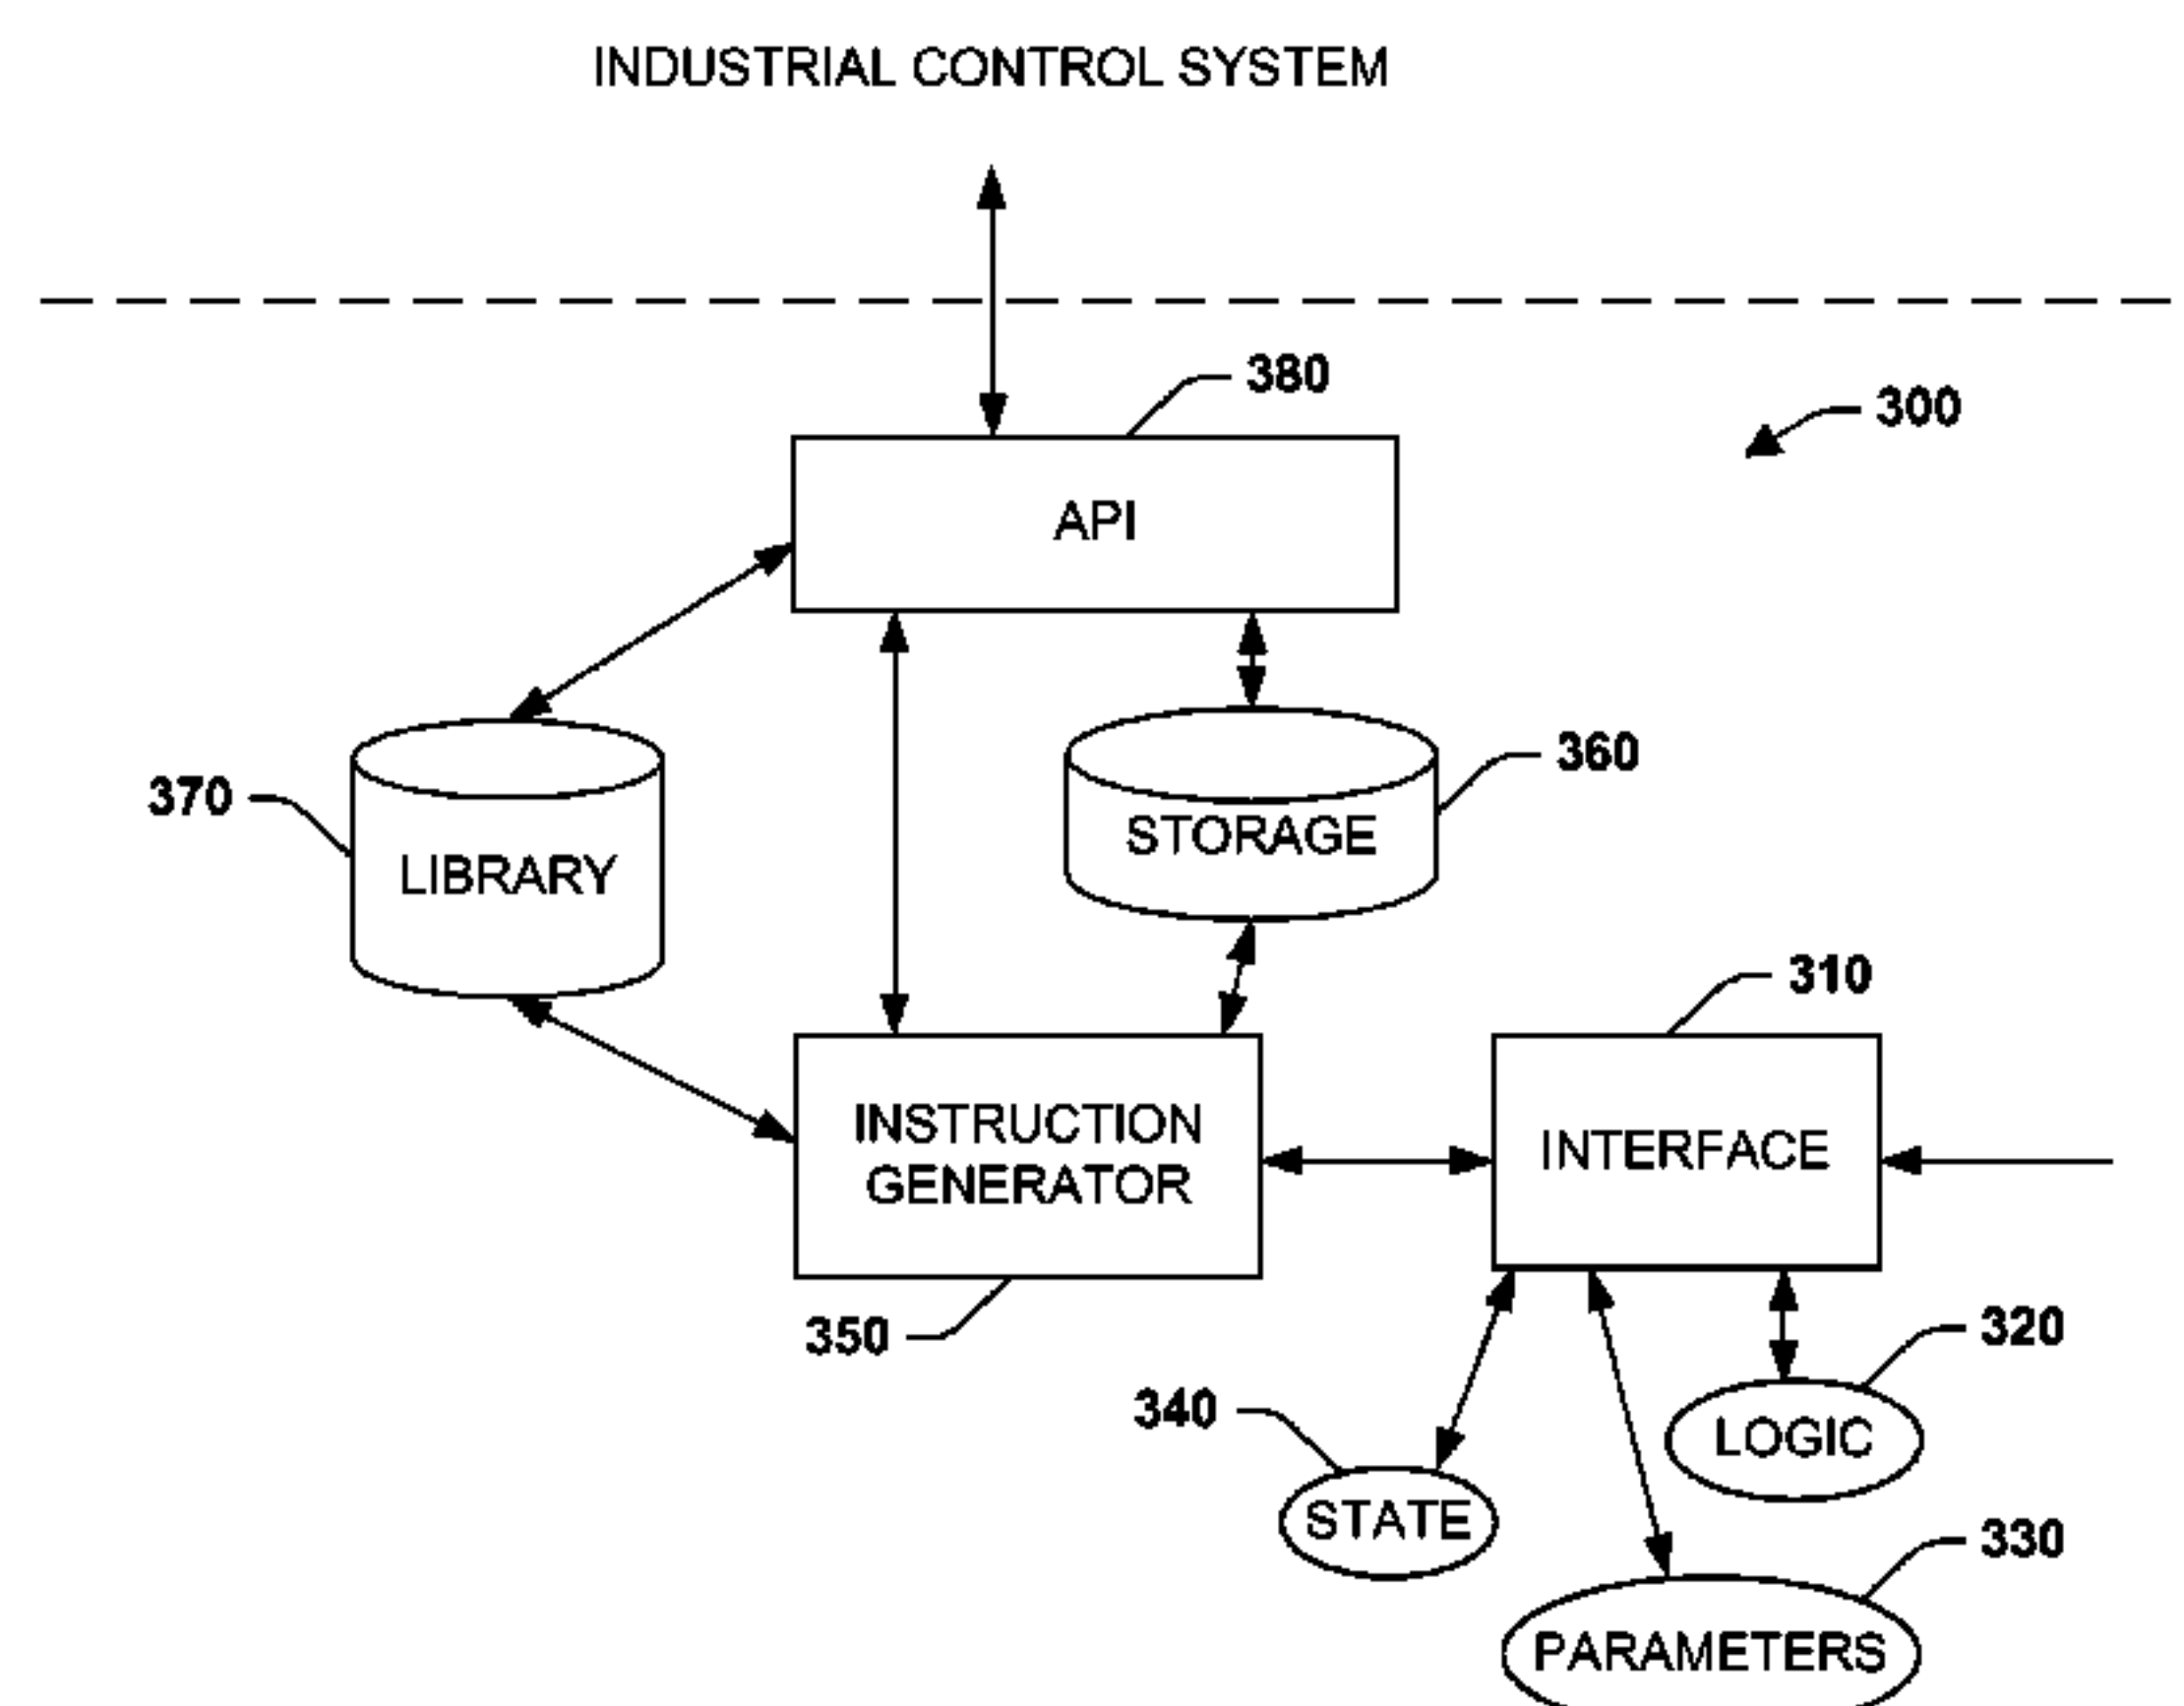 INDUSTRIAL CONTROL SYSTEM
380
300
API
370
LIBRARY
STORAGE
360
310
INSTRUCTION
GENERATOR
INTERFACE
350
320
340
LOGIC
STATE
330
PARAMETERS